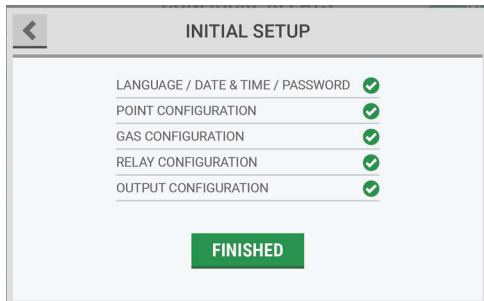 INITIAL SETUP
LANGUAGE / DATE & TIME / PASSWORD
POINT CONFIGURATION
GAS CONFIGURATION
RELAY CONFIGURATION
OUTPUT CONFIGURATION
FINISHED